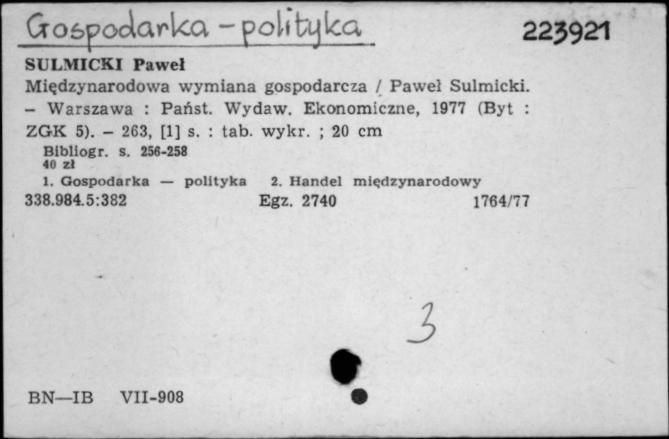 Gospodarka - polityka
223921
SULMICKI Paweł
Międzynarodowa wymiana gospodarcza / Paweł Sulmicki.
— Warszawa : Państ. Wydaw. Ekonomiczne, 1977 (Byt :
ZGK 5). — 263, [1] s. : tab. wykr. ; 20 cm
Bibliogr. s. 256-258
40 zł
1. Gospodarka — polityka 2. Handel międzynarodowy
338.984.5:382 Egz. 2740 1764/77
3
BN—IB VII-908